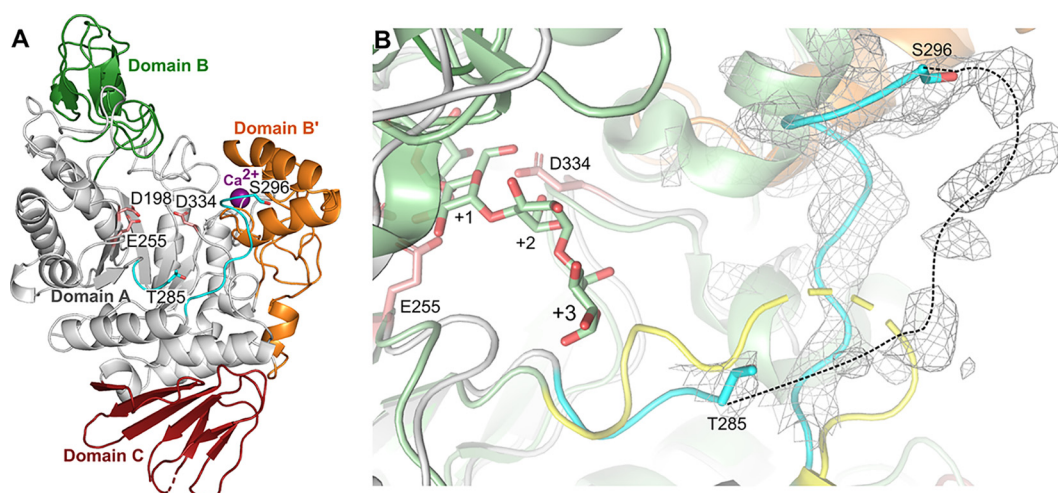 A
Domain B
Domain B'
Ca2+
S296
D198 D334
E255
Domain A
T285
Domain C
B
S296
D334
+1
+2
E255
+3
T285